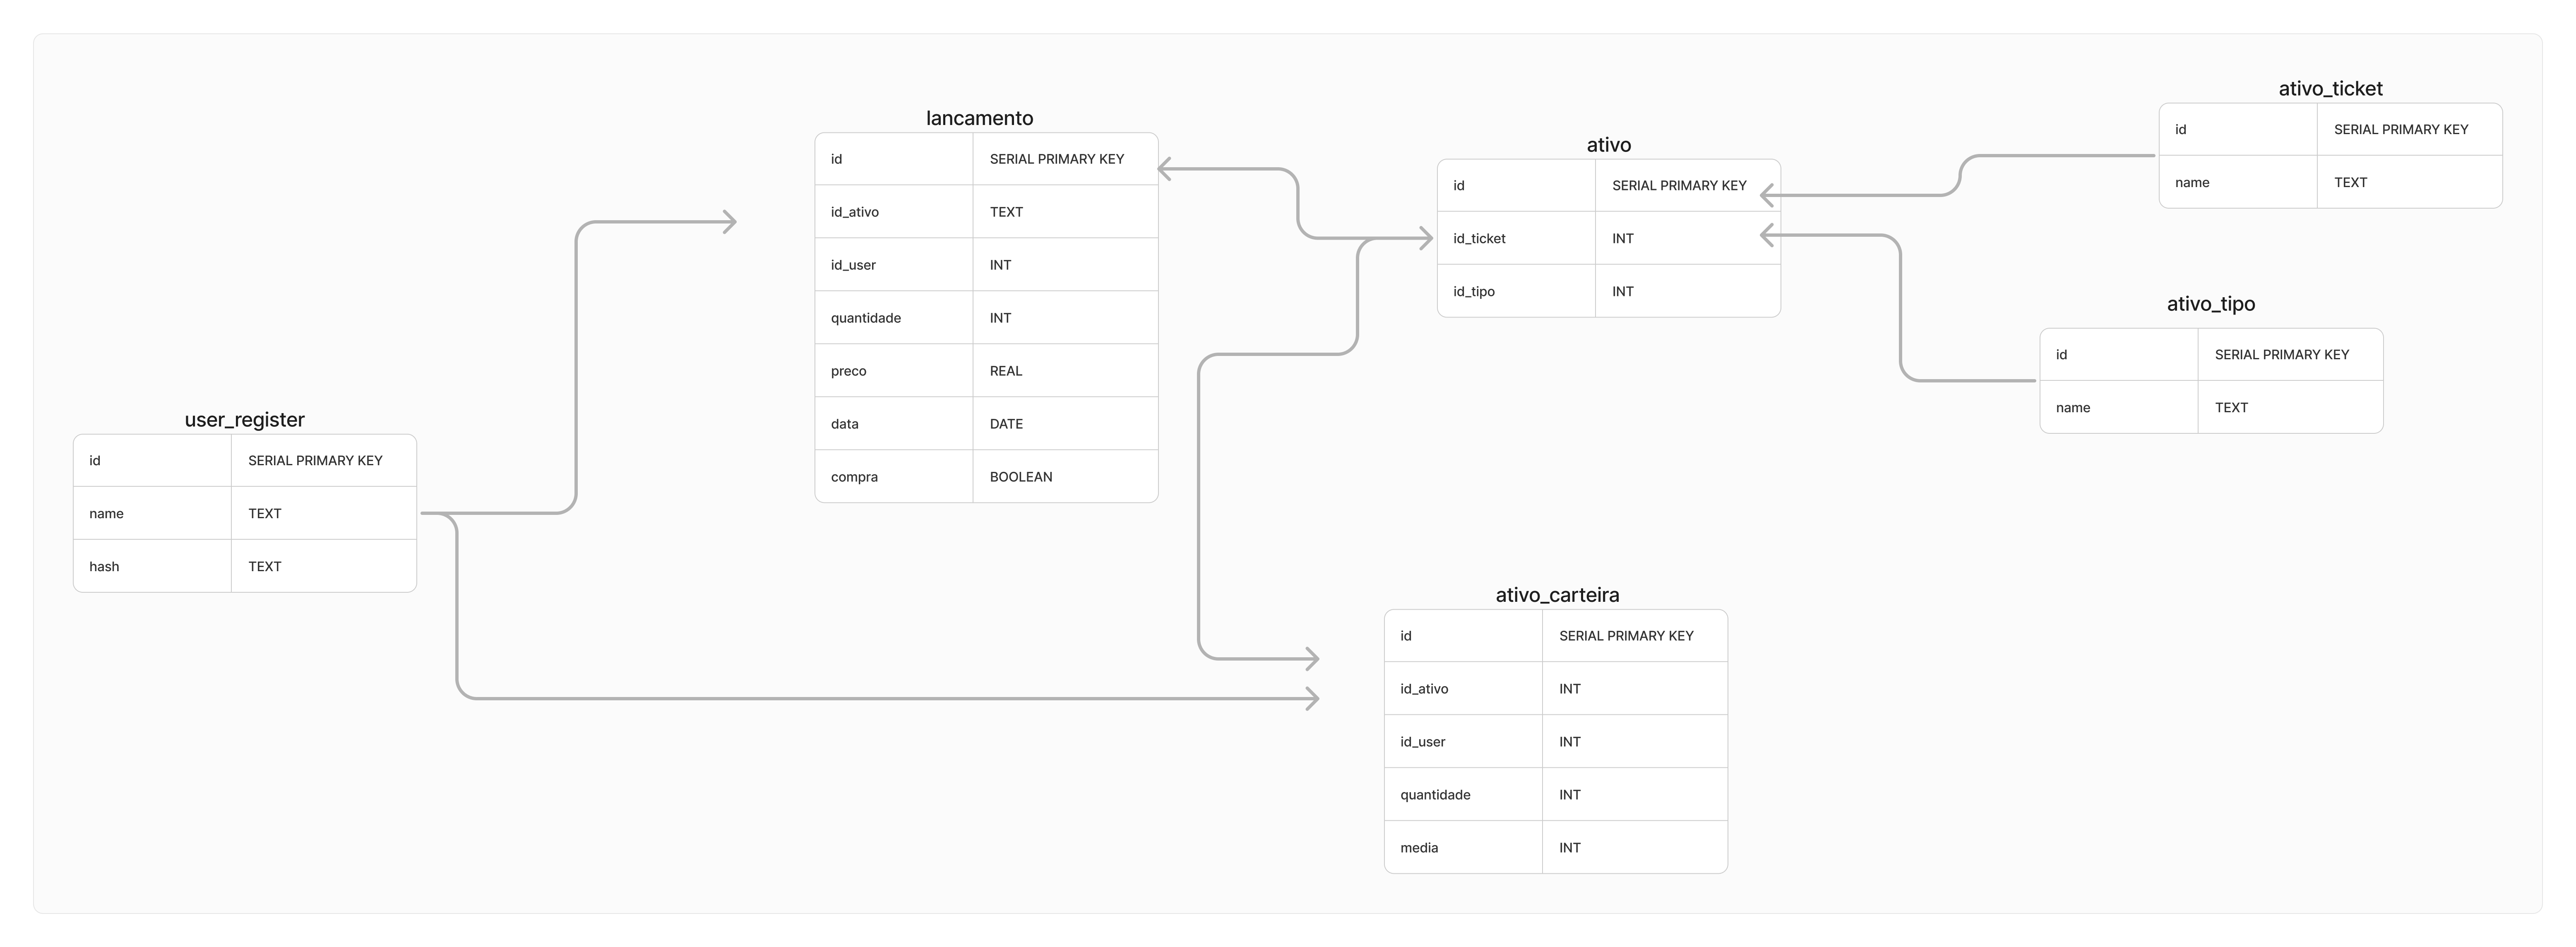 user_register
id SERIAL PRIMARY KEY
name TEXT
hash TEXT
lancamento
id SERIAL PRIMARY KEY
id_ativo TEXT
id_user INT
quantidade INT
preco REAL
data DATE
compra BOOLEAN
ativo
id SERIAL PRIMARY KEY
id_ticket INT
id_tipo INT
ativo_ticket
id SERIAL PRIMARY KEY
name TEXT
ativo_tipo
id SERIAL PRIMARY KEY
name TEXT
ativo_carteira
id SERIAL PRIMARY KEY
id_ativo INT
id_user INT
quantidade INT
media INT